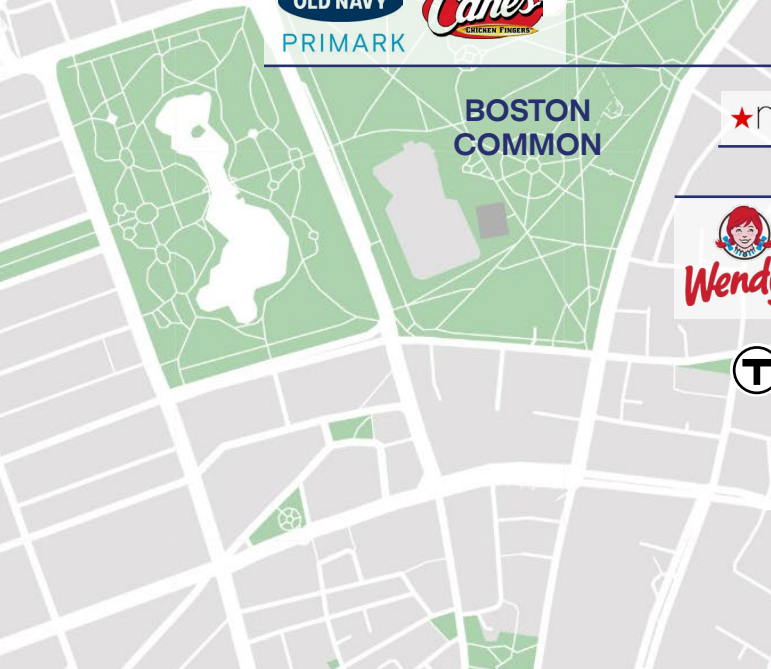 OLD NAVY
Canes
CHICKEN FINGERS
PRIMARK
BOSTON
COMMON
Wendy
T